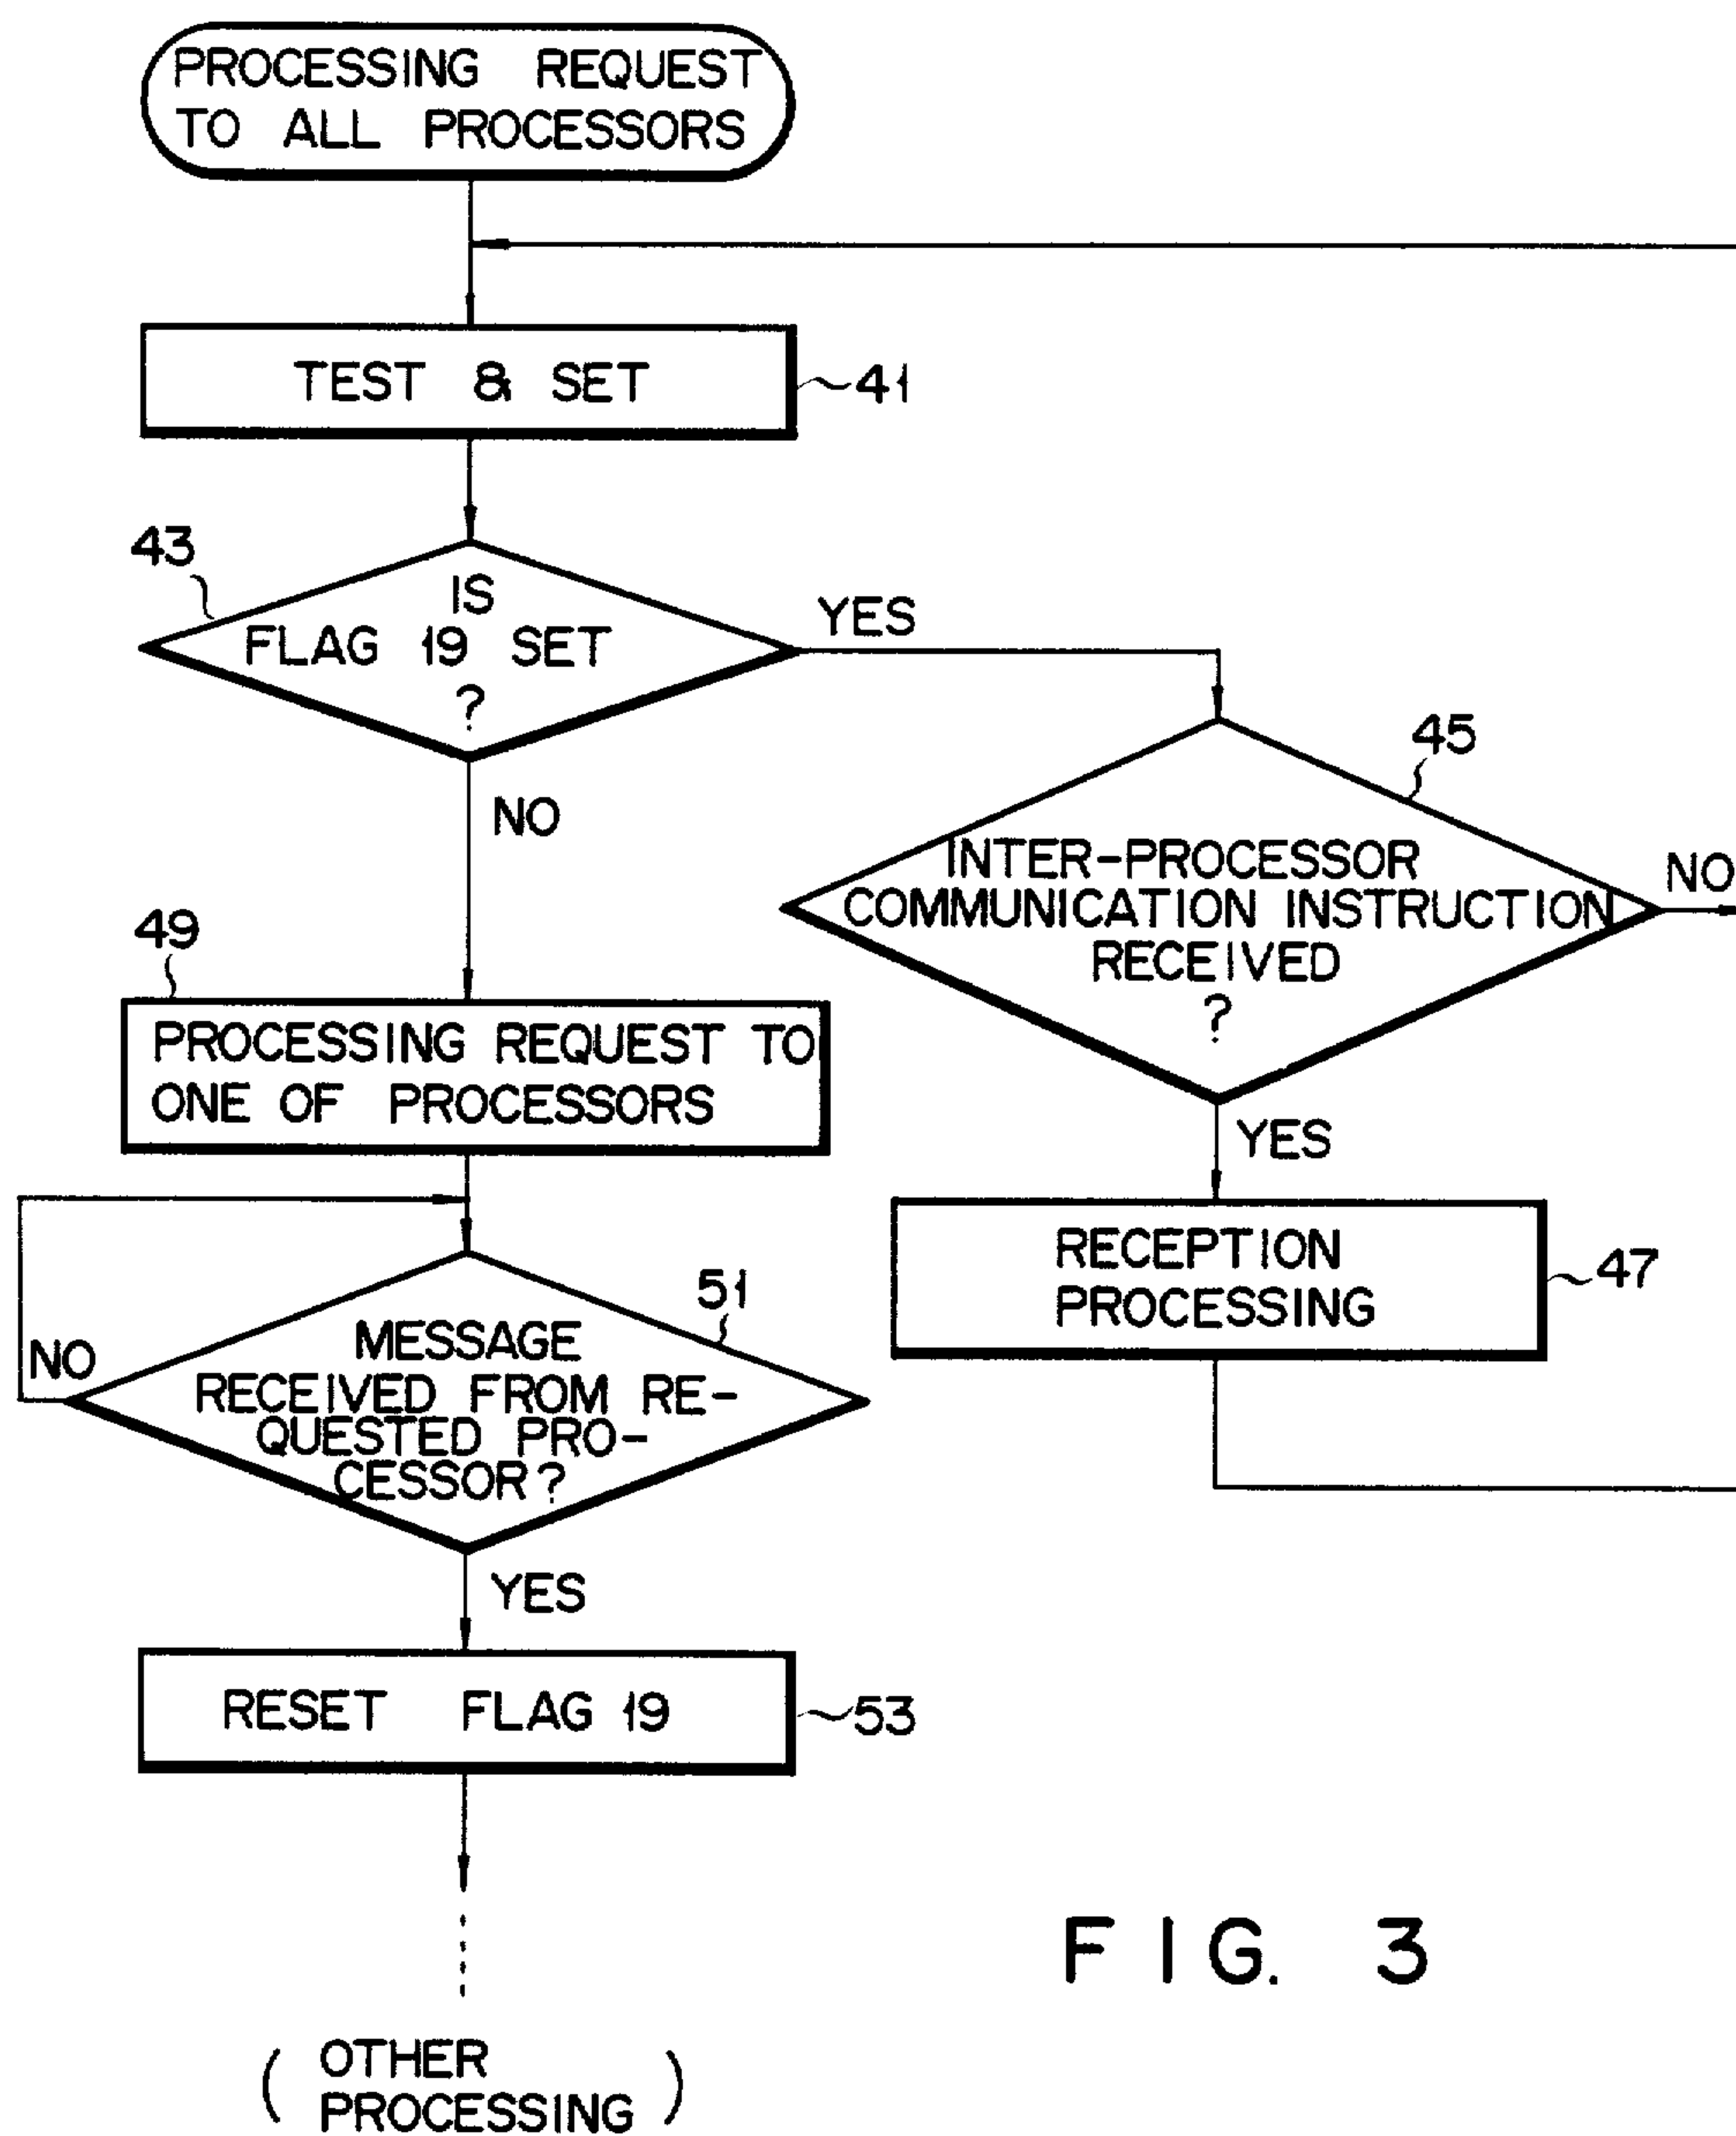 PROCESSING REQUEST
TO ALL PROCESSORS
TEST & SET
41
43
IS
FLAG 19 SET
?
YES
NO
45
INTER-PROCESSOR
COMMUNICATION INSTRUCTION
RECEIVED
?
NO
YES
49
PROCESSING REQUEST TO
ONE OF PROCESSORS
RECEPTION
PROCESSING
47
51
MESSAGE
RECEIVED FROM RE-
QUESTED PRO-
CESSOR?
NO
YES
RESET FLAG 19
53
FIG. 3
( OTHER
PROCESSING )